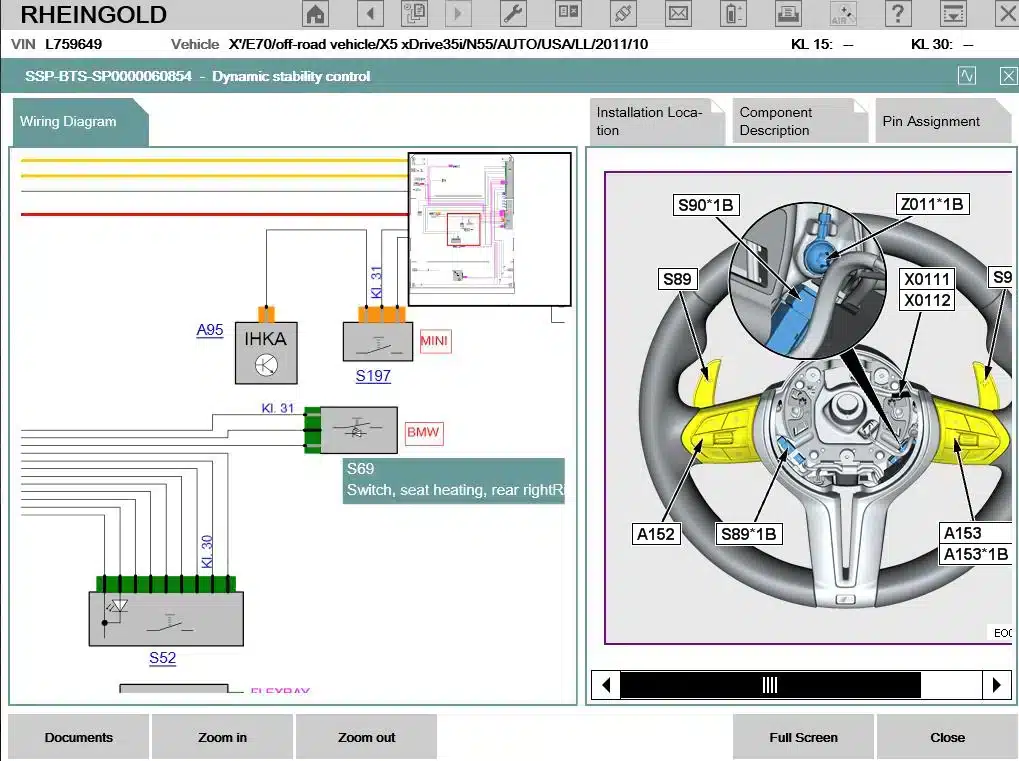 RHEINGOLD
VIN L759649 Vehicle X'/E70/off-road vehicle/X5 xDrive35i/N55/AUTO/USA/LL/2011/10 KL 15: -- KL 30: --
SSP-BTS-SP0000060854 - Dynamic stability control
Wiring Diagram
Installation Loca-
tion
Component
Description
Pin Assignment
Kl. 31
A95
IHKA
MINI
S197
Kl. 31
BMW
S69
Switch, seat heating, rear rightRi
Kl. 30
S52
FLEXRAY
S90*1B
Z011*1B
S89
X0111
X0112
S9
A152
S89*1B
A153
A153*1B
EO0
Documents
Zoom in
Zoom out
Full Screen
Close